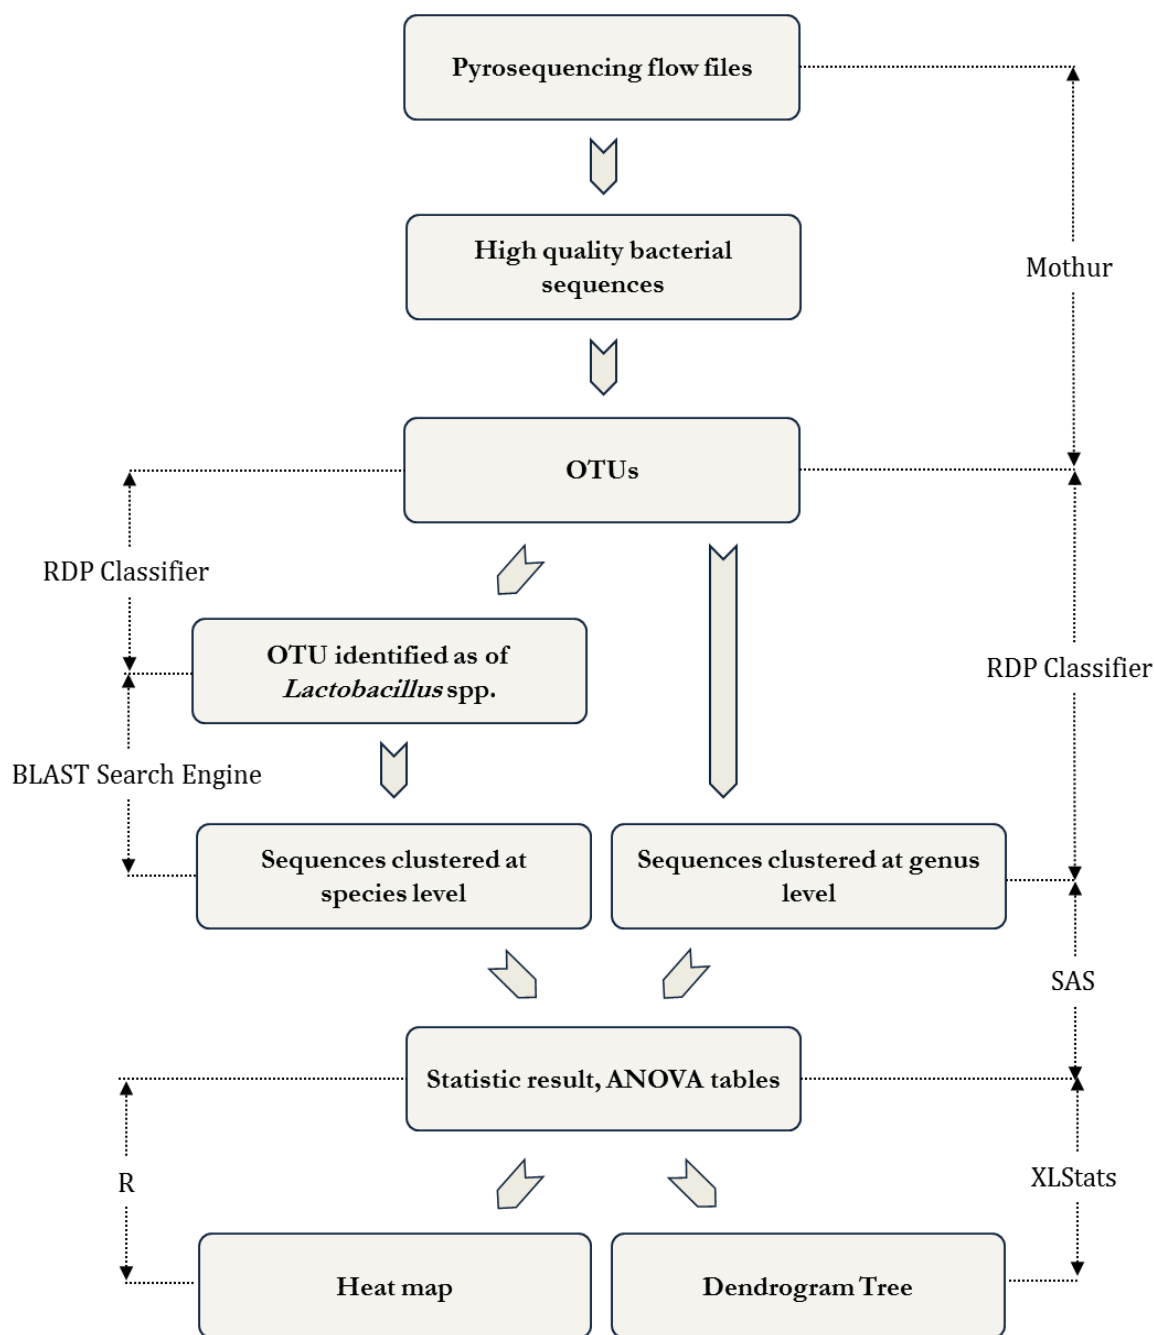 Pyrosequencing flow files
High quality bacterial
sequences
Mothur
OTUs
RDP Classifier
OTU identified as of
Lactobacillus spp.
RDP Classifier
BLAST Search Engine
Sequences clustered at
species level
Sequences clustered at genus
level
SAS
Statistic result, ANOVA tables
R
XLStats
Heat map
Dendrogram Tree